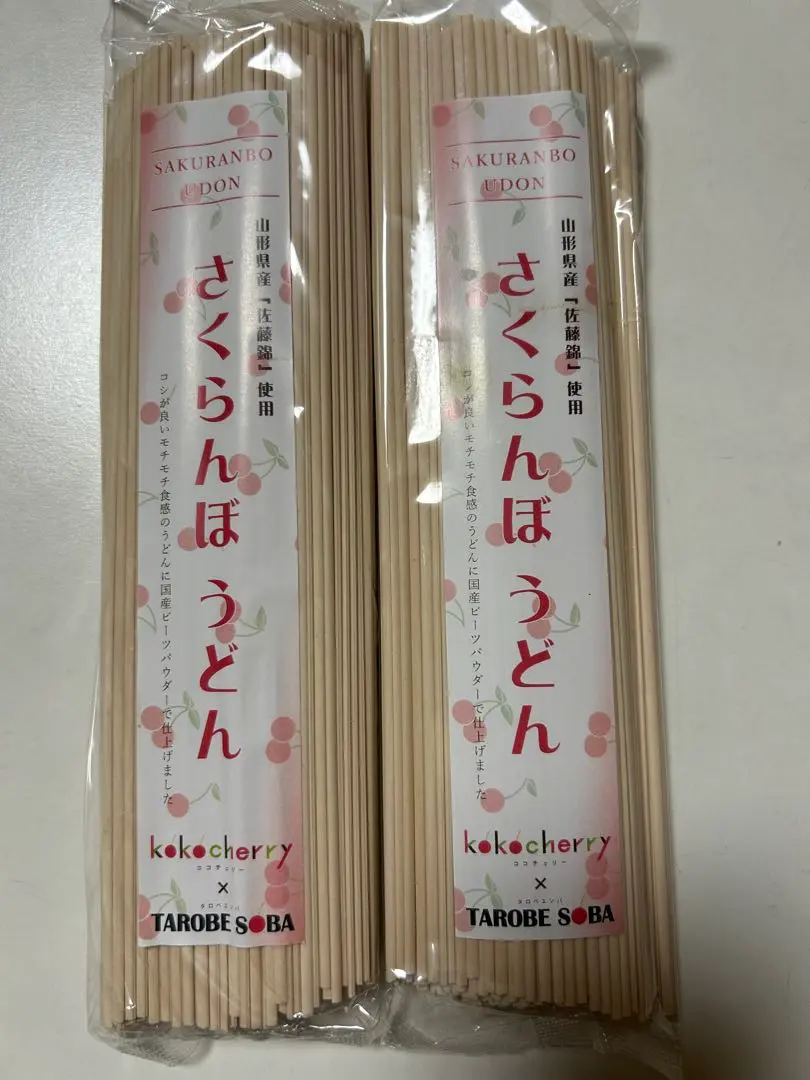 SAKURANBO
UDON
山形県産『佐藤錦』使用
さくらんぼ うどん
コシが良いモチモチ食感のうどんに国産ビーツパウダーで仕上げました
kokocherry
ココチェリー
×
タロベエソバ
TAROBE SOBA
SAKURANBO
UDON
山形県産『佐藤錦』使用
さくらんぼ うどん
コシが良いモチモチ食感のうどんに国産ビーツパウダーで仕上げました
kokocherry
ココチェリー
×
タロベエソバ
TAROBE SOBA